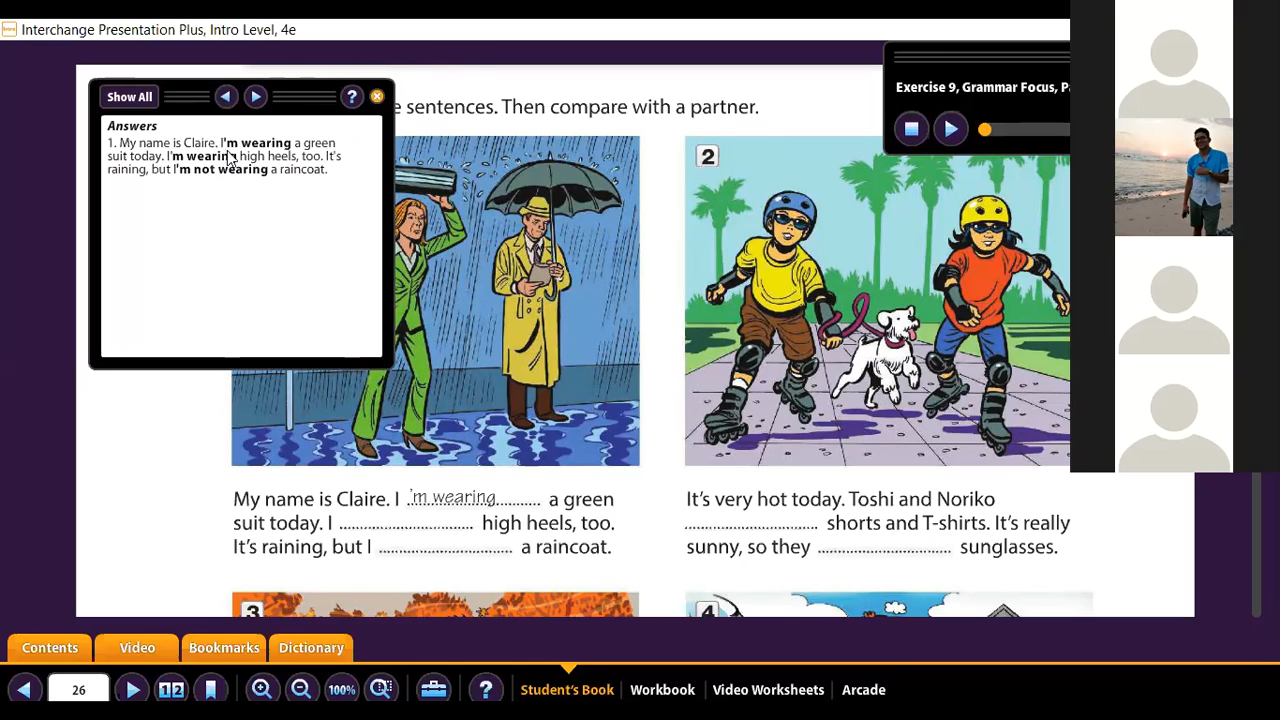 Interchange Presentation Plus, Intro Level, 4e
Show All
?
Answers
1. My name is Claire. I'm wearing a green
suit today. I'm wearing high heels, too. It's
raining, but I'm not wearing a raincoat.
sentences. Then compare with a partner.
Exercise 9, Grammar Focus,
2
My name is Claire. I 'm wearing a green
suit today. I ............................ high heels, too.
It's raining, but I ............................ a raincoat.
It's very hot today. Toshi and Noriko
............................ shorts and T-shirts. It's really
sunny, so they ............................ sunglasses.
3
4
Contents
Video
Bookmarks
Dictionary
26
12
100%
?
Student's Book
Workbook
Video Worksheets
Arcade